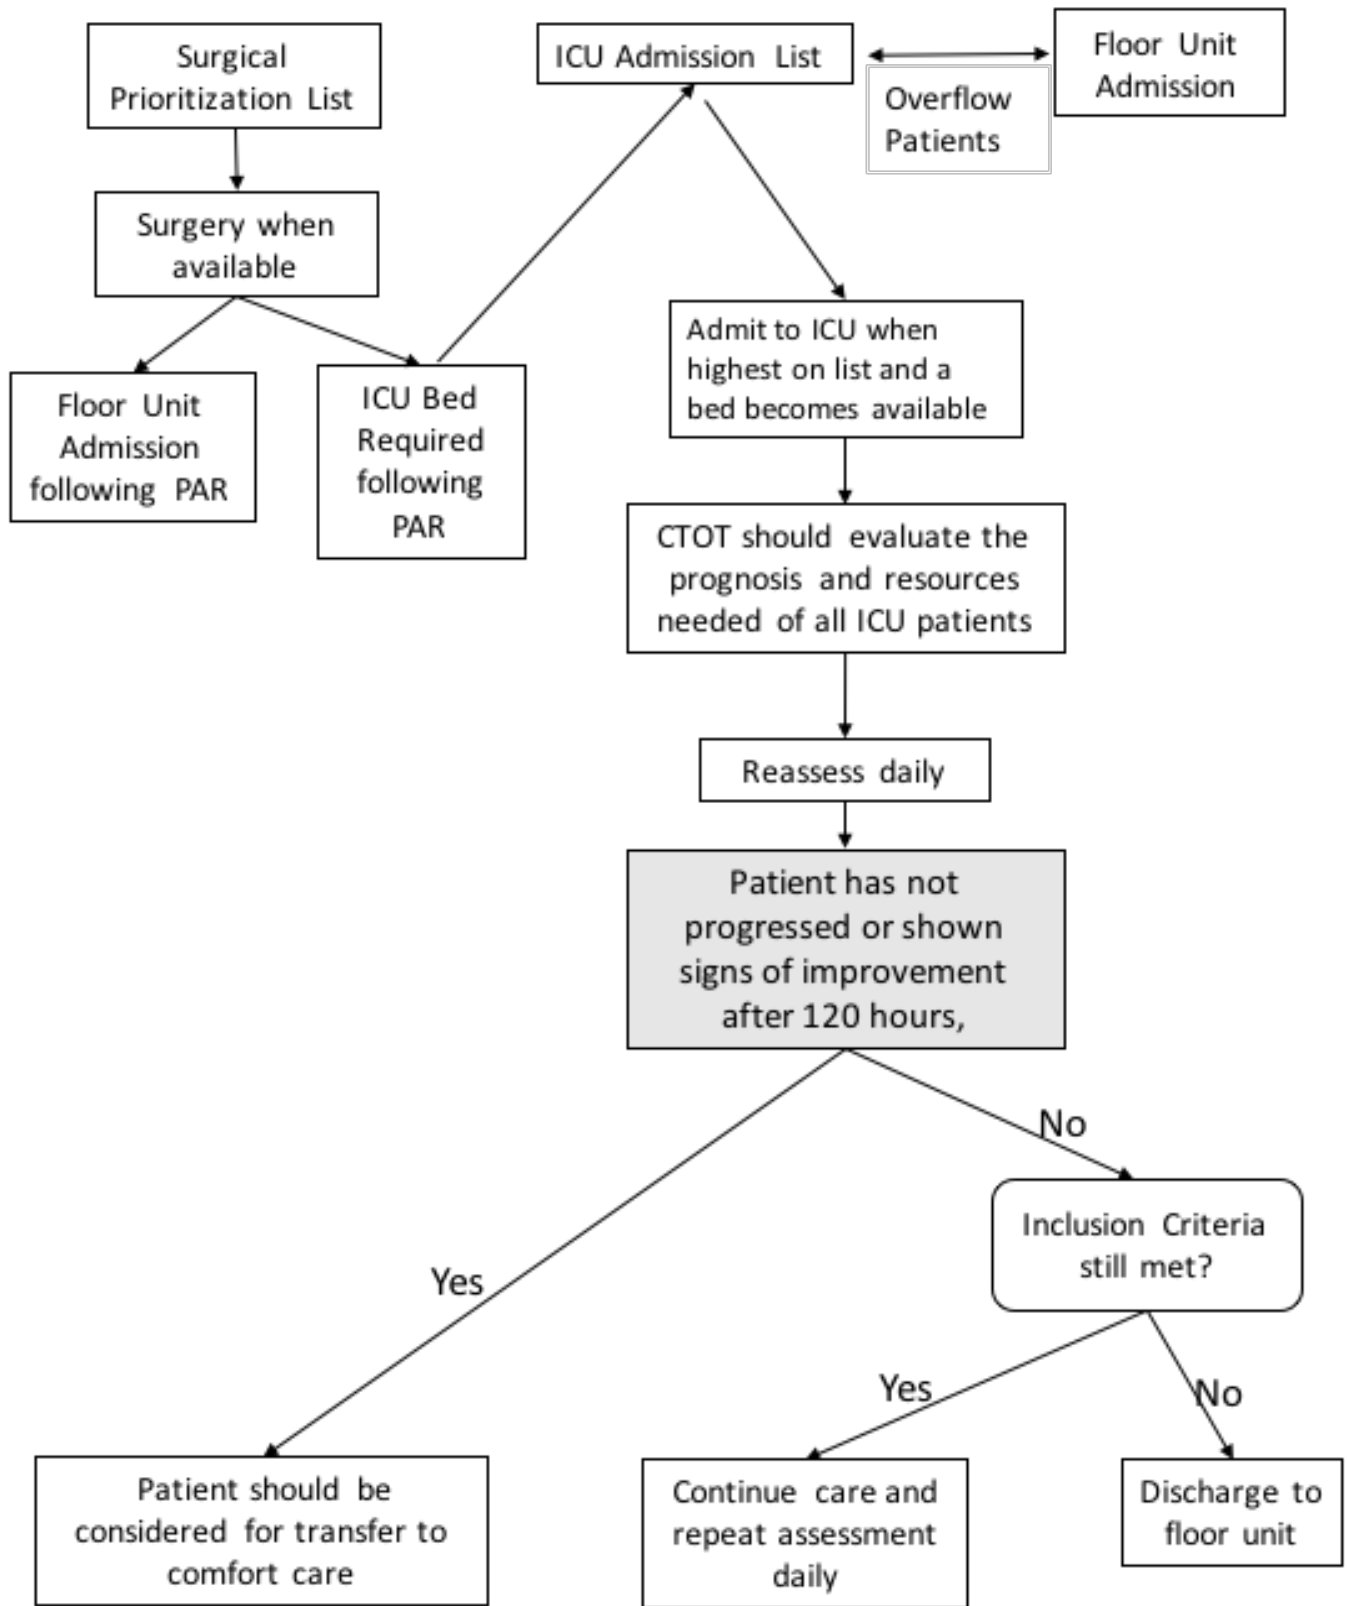 Surgical
Prioritization List
ICU Admission List
Floor Unit
Admission
Overflow
Patients
Surgery when
available
Floor Unit
Admission
following PAR
ICU Bed
Required
following
PAR
Admit to ICU when
highest on list and a
bed becomes available
CTOT should evaluate the
prognosis and resources
needed of all ICU patients
Reassess daily
Patient has not
progressed or shown
signs of improvement
after 120 hours,
No
Inclusion Criteria
still met?
Yes
Yes
No
Patient should be
considered for transfer to
comfort care
Continue care and
repeat assessment
daily
Discharge to
floor unit